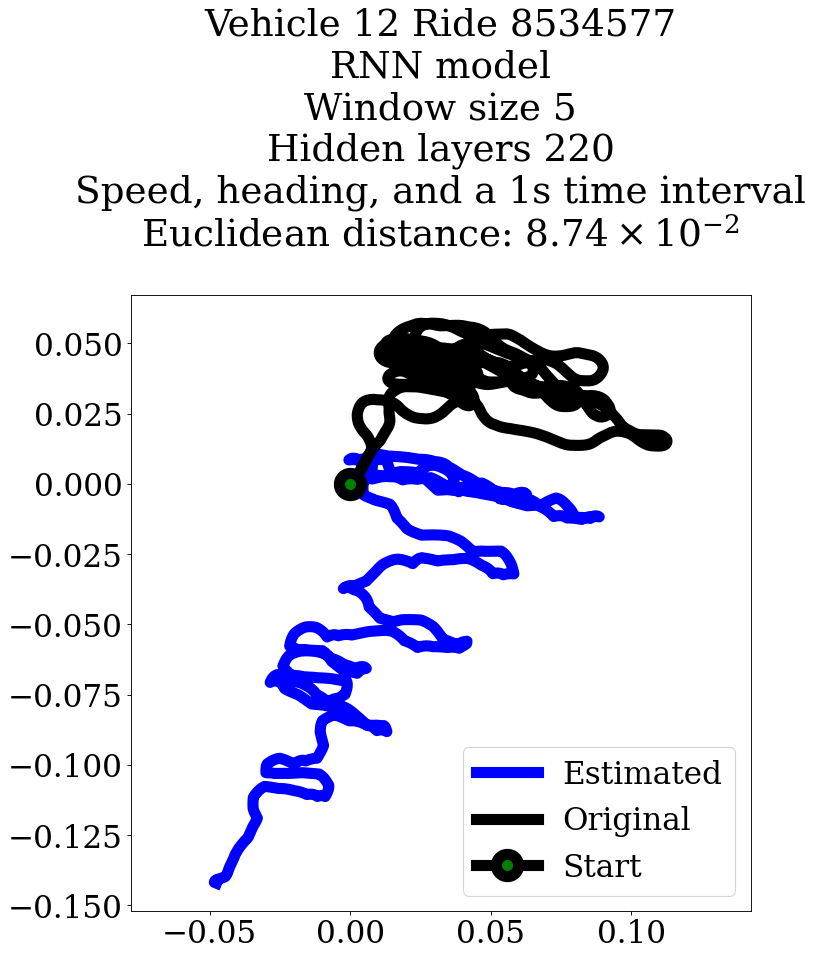 Vehicle 12 Ride 8534577
RNN model
Window size 5
Hidden layers 220
Speed, heading, and a 1s time interval
Euclidean distance: 8.74 × 10⁻²
0.050
0.025
0.000
−0.025
−0.050
−0.075
−0.100
−0.125
−0.150
Estimated
Original
Start
−0.05 0.00 0.05 0.10